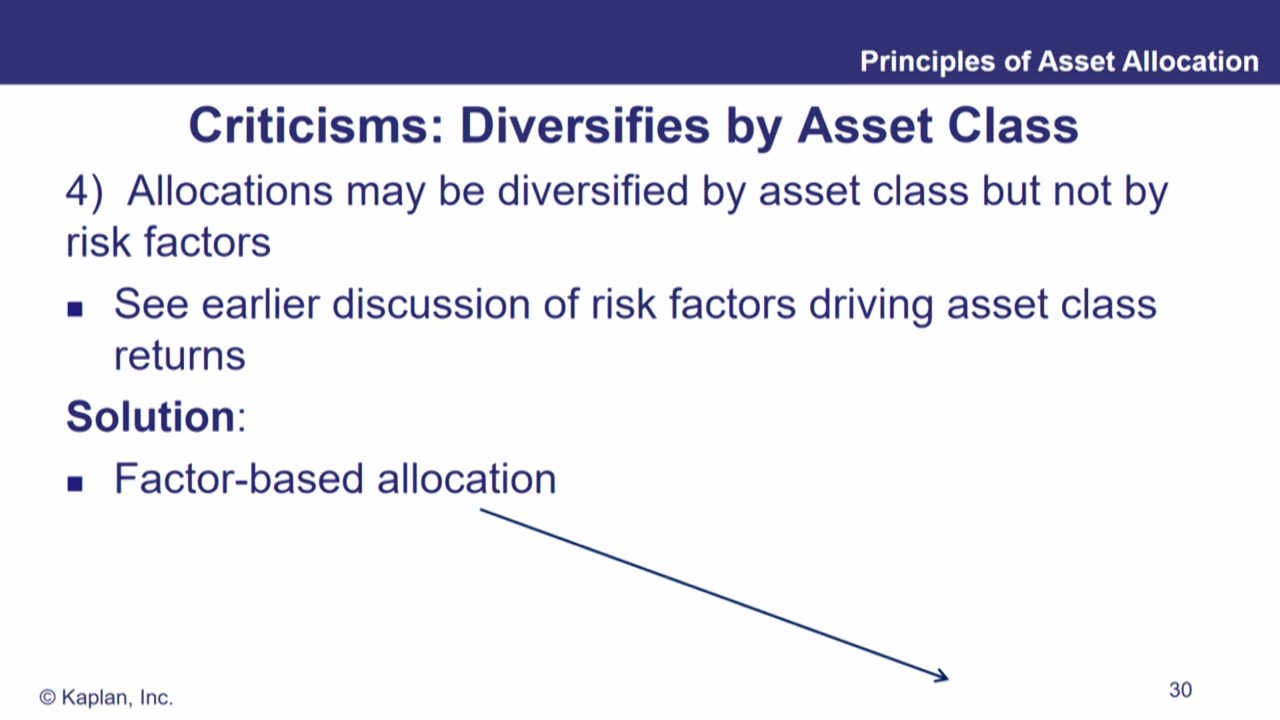 Principles of Asset Allocation
Criticisms: Diversifies by Asset Class
4) Allocations may be diversified by asset class but not by
risk factors
■ See earlier discussion of risk factors driving asset class
returns
Solution:
■ Factor-based allocation
© Kaplan, Inc.
30